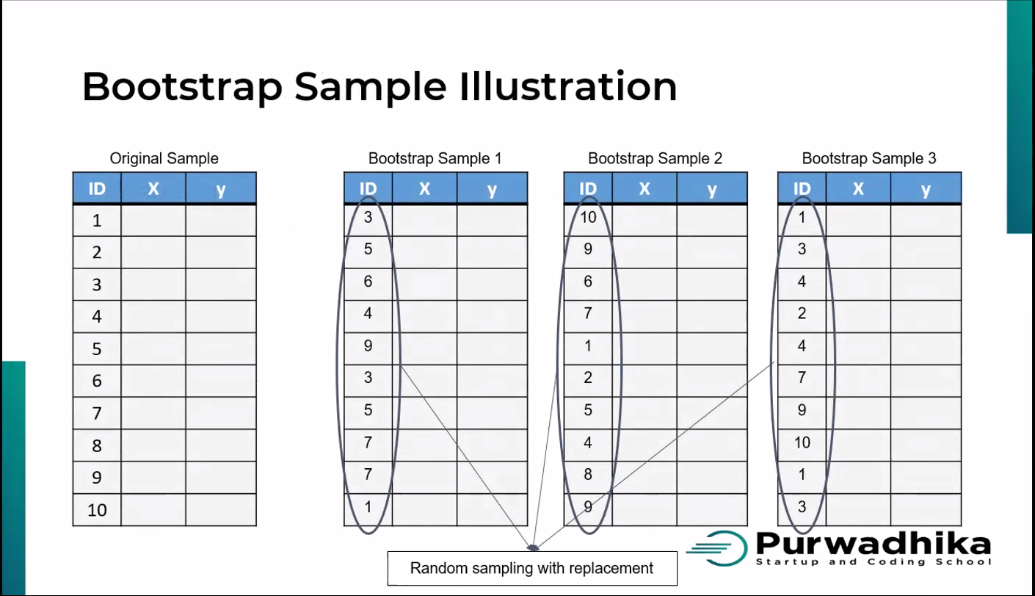 Bootstrap Sample Illustration
Original Sample Bootstrap Sample 1 Bootstrap Sample 2 Bootstrap Sample 3
ID X y ID X y ID X y ID X y
1 3 10 1
2 5 9 3
3 6 6 4
4 4 7 2
5 9 1 4
6 3 2 7
7 5 5 9
8 7 4 10
9 7 8 1
10 1 9 3
Random sampling with replacement
Purwadhika
Startup and Coding School